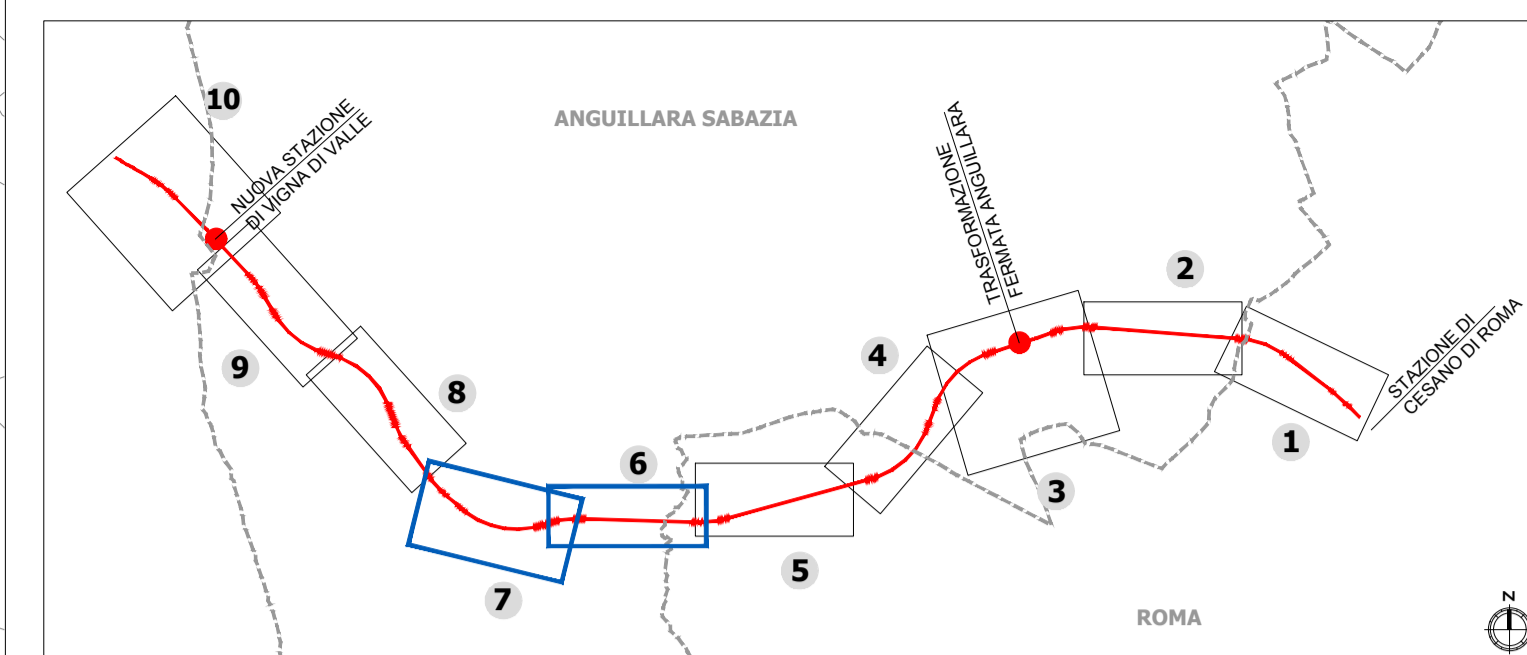 10
ANGUILLARA SABAZIA
NUOVA STAZIONE
DI VIGNA DI VALLE
TRASFORMAZIONE
FERMATA ANGUILLARA
2
STAZIONE DI
CESANO DI ROMA
4
9
8
1
6
3
5
7
ROMA
N